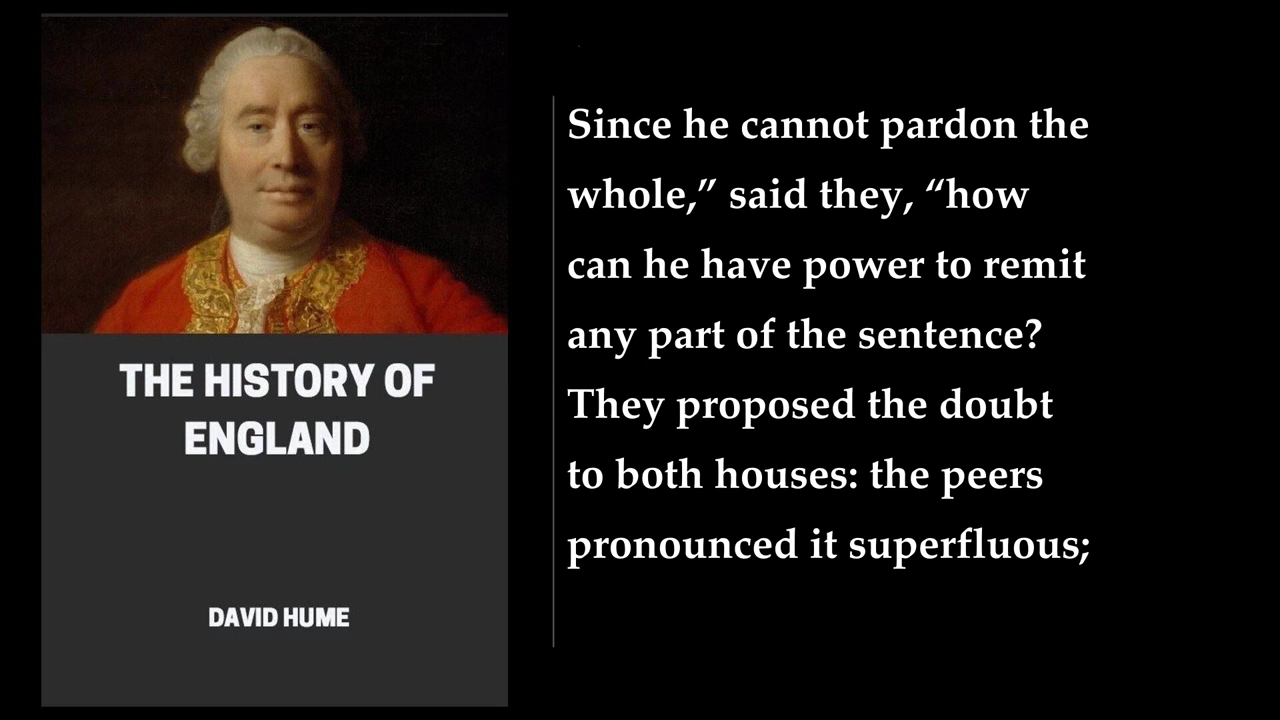 THE HISTORY OF
ENGLAND
DAVID HUME
Since he cannot pardon the
whole,” said they, “how
can he have power to remit
any part of the sentence?
They proposed the doubt
to both houses: the peers
pronounced it superfluous;